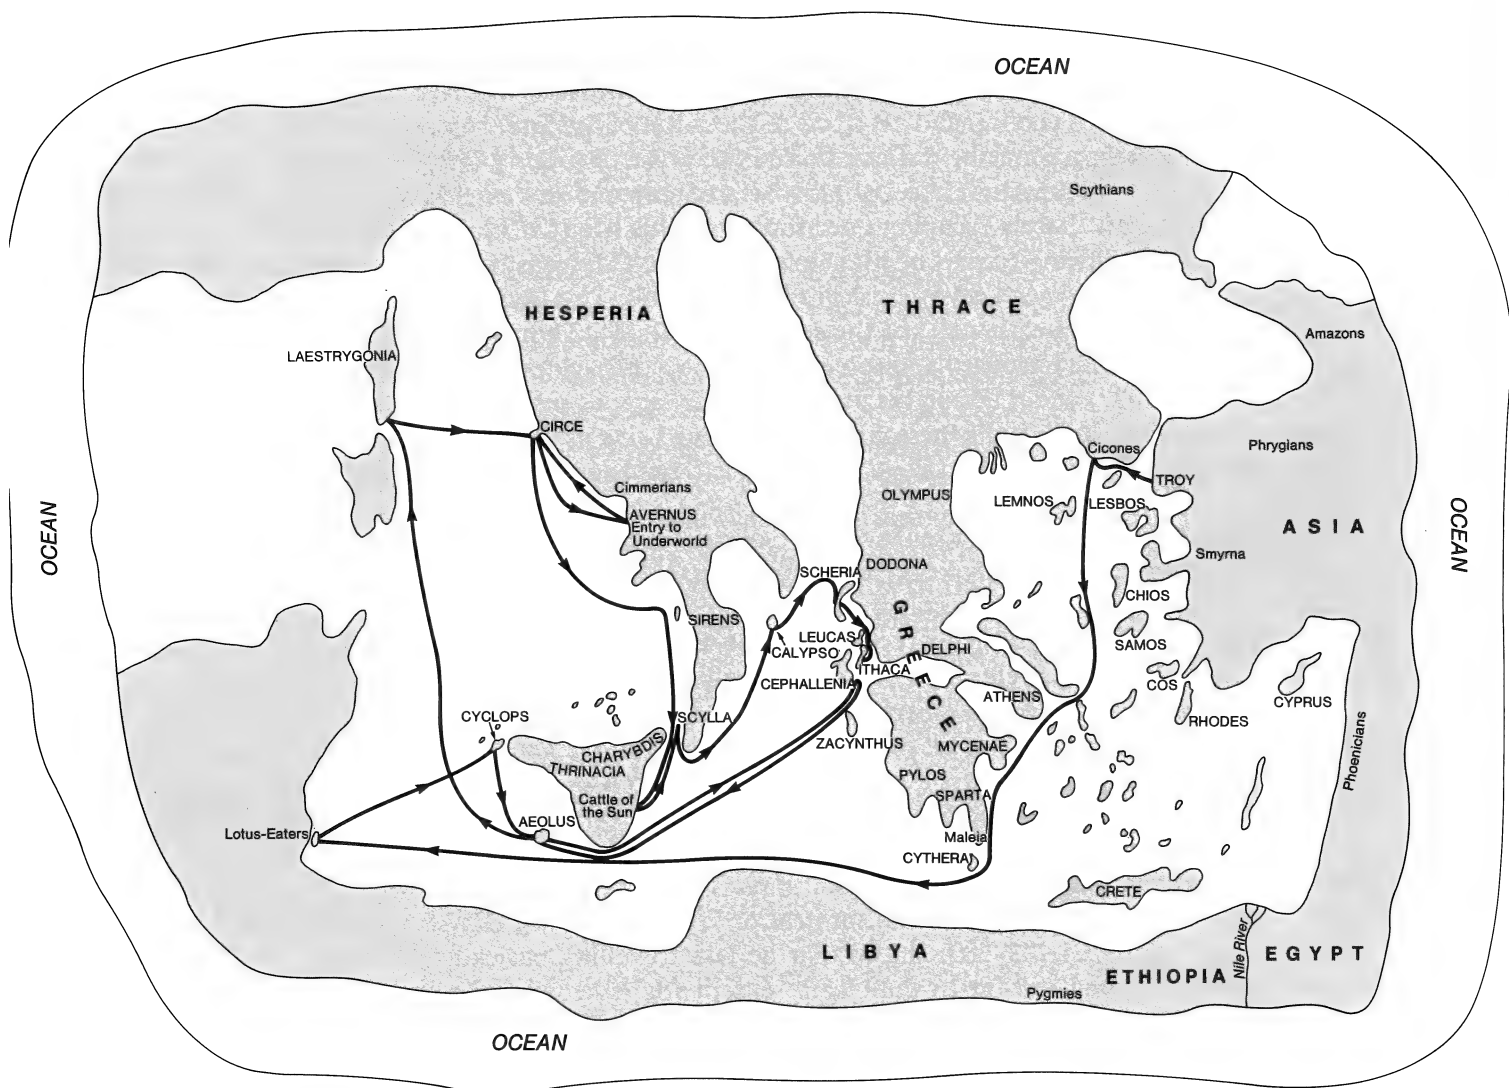 OCEAN
Scythians
HESPERIA
THRACE
Amazons
LAESTRYGONIA
CIRCE
Cicones
Phrygians
TROY
Cimmerians
OLYMPUS
LEMNOS
LESBOS
AVERNUS
Entry to
Underworld
ASIA
OCEAN
OCEAN
Smyrna
SCHERIA
DODONA
CHIOS
GREECE
SIRENS
LEUCAS
CALYPSO
DELPHI
SAMOS
ITHACA
CEPHALLENIA
COS
ATHENS
CYPRUS
RHODES
CYCLOPS
SCYLLA
ZACYNTHUS
MYCENAE
CHARYBDIS
THRINACIA
Phoenicians
PYLOS
SPARTA
Cattle of
the Sun
AEOLUS
Lotus-Eaters
Maleia
CYTHERA
CRETE
LIBYA
Nile River
EGYPT
ETHIOPIA
Pygmies
OCEAN